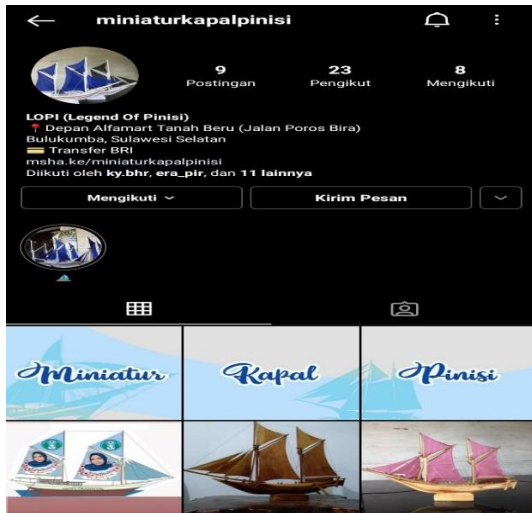 miniaturkapalpinisi
9 23 8
Postingan Pengikut Mengikuti
LOPI (Legend Of Pinisi)
📍 Depan Alfamart Tanah Beru (Jalan Poros Bira)
Bulukumba, Sulawesi Selatan
💳 Transfer BRI
msha.ke/miniaturkapalpinisi
Diikuti oleh ky.bhr, era_pir, dan 11 lainnya
Mengikuti Kirim Pesan
Miniatur Kapal Pinisi